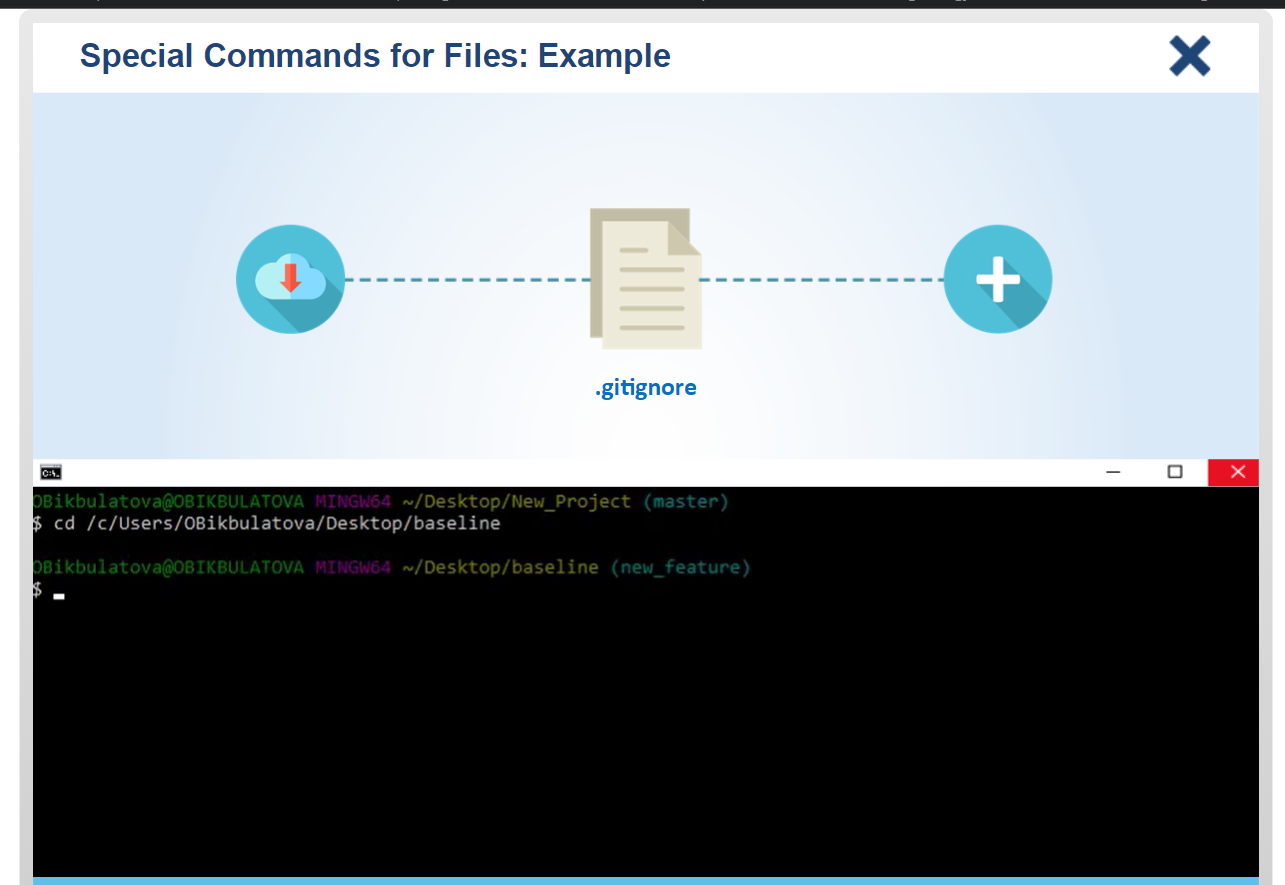 Special Commands for Files: Example
.gitignore
OBikbulatova@OBIKBULATOVA MINGW64 ~/Desktop/New_Project (master)
$ cd /c/Users/OBikbulatova/Desktop/baseline
OBikbulatova@OBIKBULATOVA MINGW64 ~/Desktop/baseline (new_feature)
$